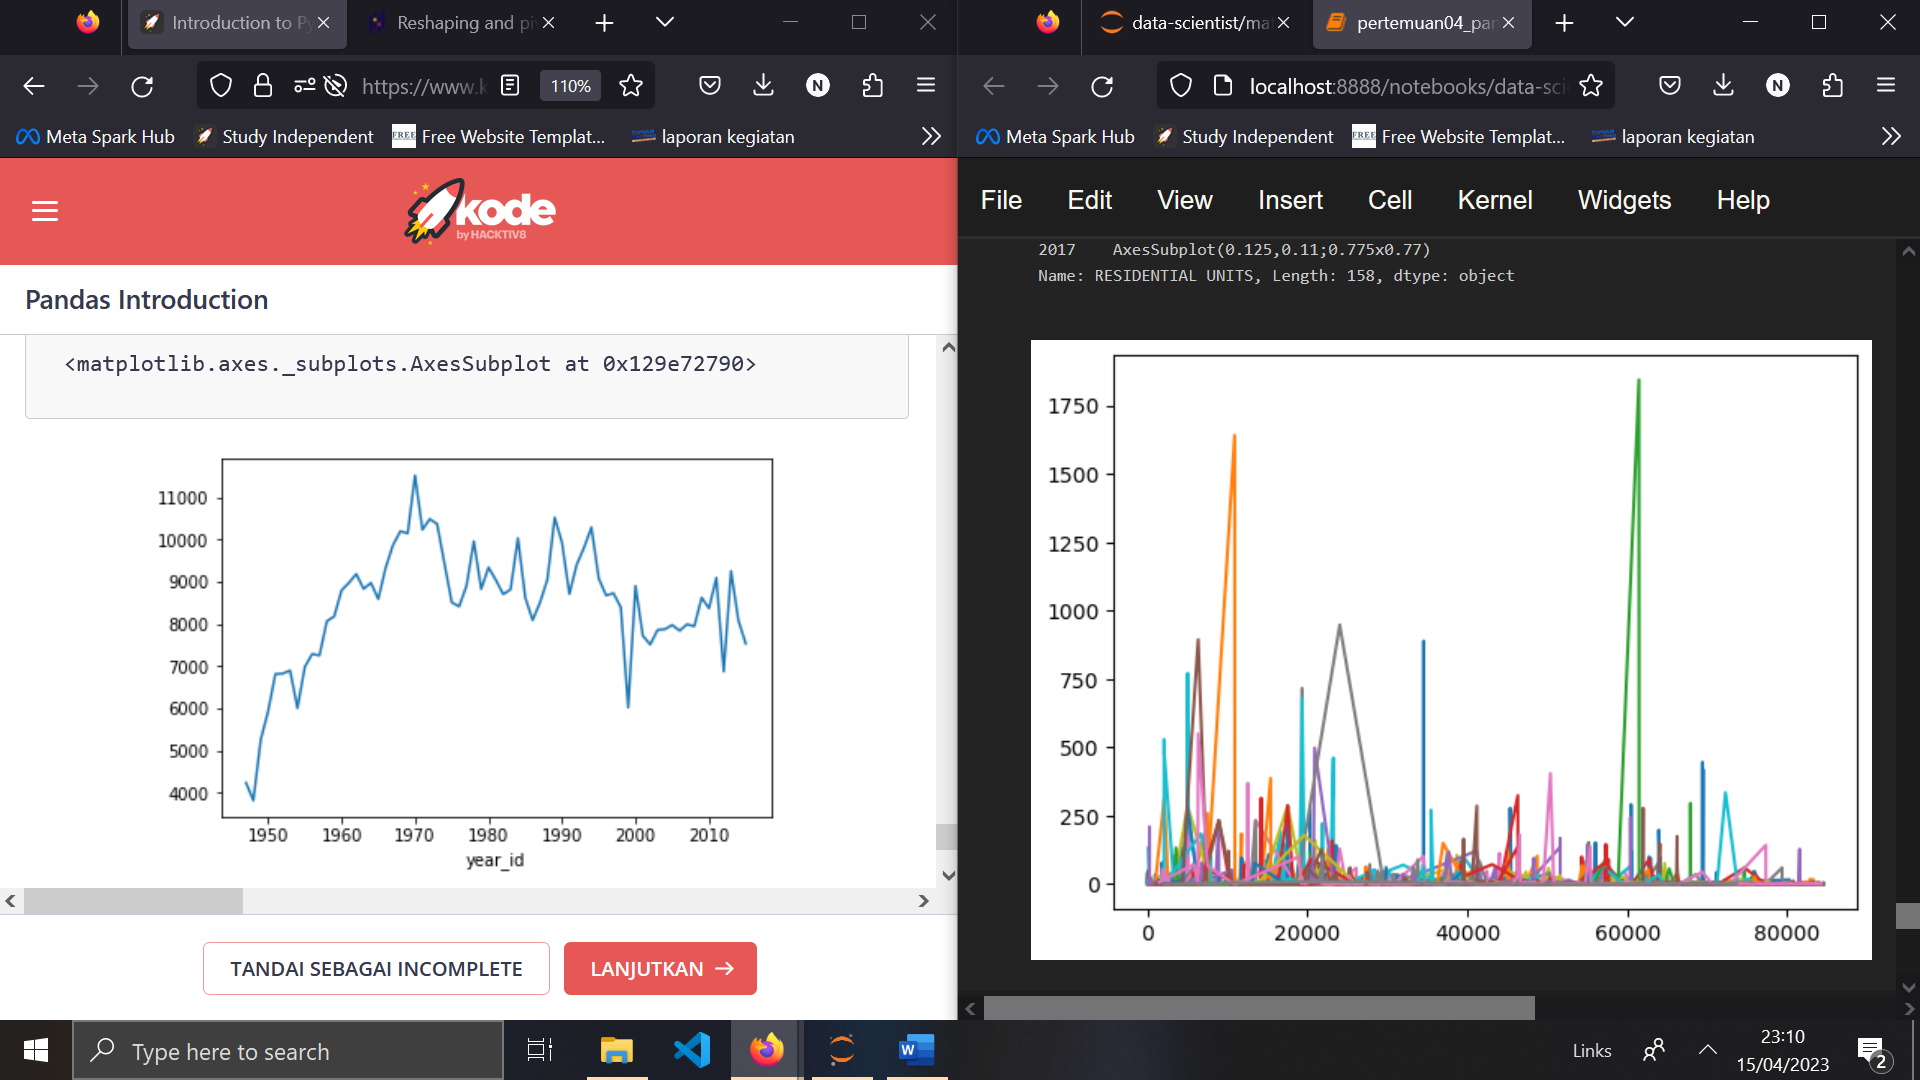 Introduction to Py
Reshaping and pi
https://www.k
110%
N
Meta Spark Hub
Study Independent
FREE
Free Website Templat...
laporan kegiatan
kode
by HACKTIV8
Pandas Introduction
<matplotlib.axes._subplots.AxesSubplot at 0x129e72790>
11000
10000
9000
8000
7000
6000
5000
4000
1950 1960 1970 1980 1990 2000 2010
year_id
TANDAI SEBAGAI INCOMPLETE
LANJUTKAN →
data-scientist/ma
pertemuan04_pan
localhost:8888/notebooks/data-sci
N
Meta Spark Hub
Study Independent
FREE
Free Website Templat...
laporan kegiatan
File Edit View Insert Cell Kernel Widgets Help
2017 AxesSubplot(0.125,0.11;0.775x0.77)
Name: RESIDENTIAL UNITS, Length: 158, dtype: object
1750
1500
1250
1000
750
500
250
0
0 20000 40000 60000 80000
Type here to search
W
Links
23:10
15/04/2023
2